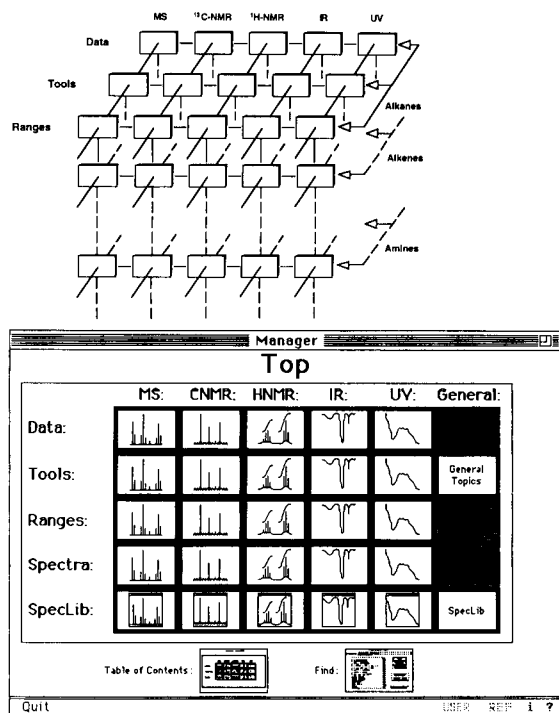 MS ¹³C-NMR ¹H-NMR IR UV
Data
Tools
Alkanes
Ranges
Alkenes
Amines
Manager
Top
MS: CNMR: HNMR: IR: UV: General:
Data:
Tools:
General
Topics
Ranges:
Spectra:
SpecLib:
SpecLib
Table of Contents: Find:
Quit USER REF i ?